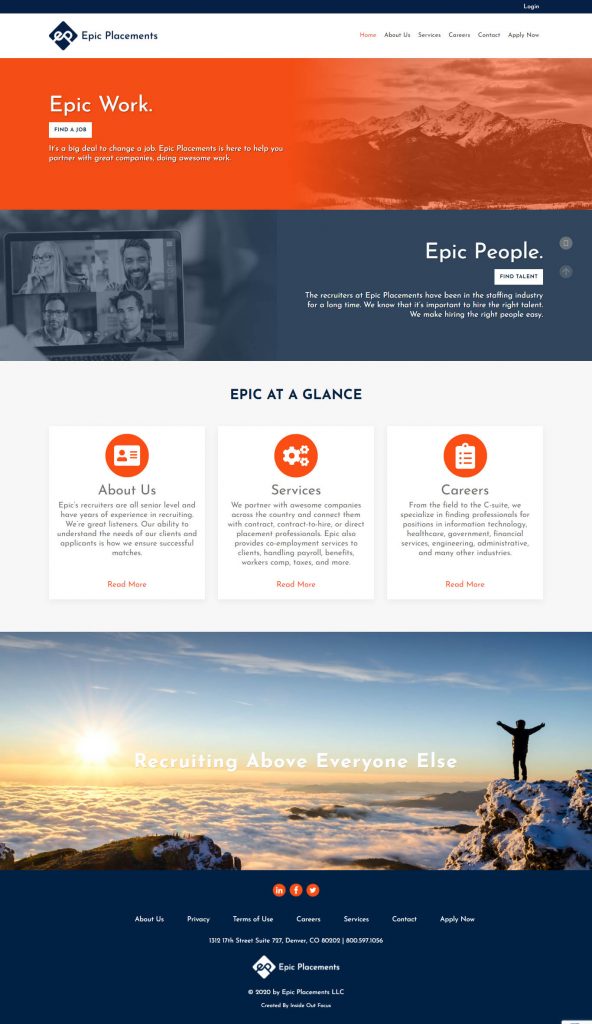 Login
Epic Placements
Home About Us Services Careers Contact Apply Now
Epic Work.
FIND A JOB
It's a big deal to change a job. Epic Placements is here to help you
partner with great companies, doing awesome work.
Epic People.
FIND TALENT
The recruiters at Epic Placements have been in the staffing industry
for a long time. We know that it's important to hire the right talent.
We make hiring the right people easy.
EPIC AT A GLANCE
About Us
Epic's recruiters are all senior level and
have years of experience in recruiting.
We're great listeners. Our ability to
understand the needs of our clients and
applicants is how we ensure successful
matches.
Read More
Services
We partner with awesome companies
across the country and connect them
with contract, contract-to-hire, or direct
placement professionals. Epic also
provides co-employment services to
clients, handling payroll, benefits,
workers comp, taxes, and more.
Read More
Careers
From the field to the C-suite, we
specialize in finding professionals for
positions in information technology,
healthcare, government, financial
services, engineering, administrative,
and many other industries.
Read More
Recruiting Above Everyone Else
About Us Privacy Terms of Use Careers Services Contact Apply Now
1312 17th Street Suite 727, Denver, CO 80202 | 800.597.1056
Epic Placements
© 2020 by Epic Placements LLC
Created By Inside Out Focus